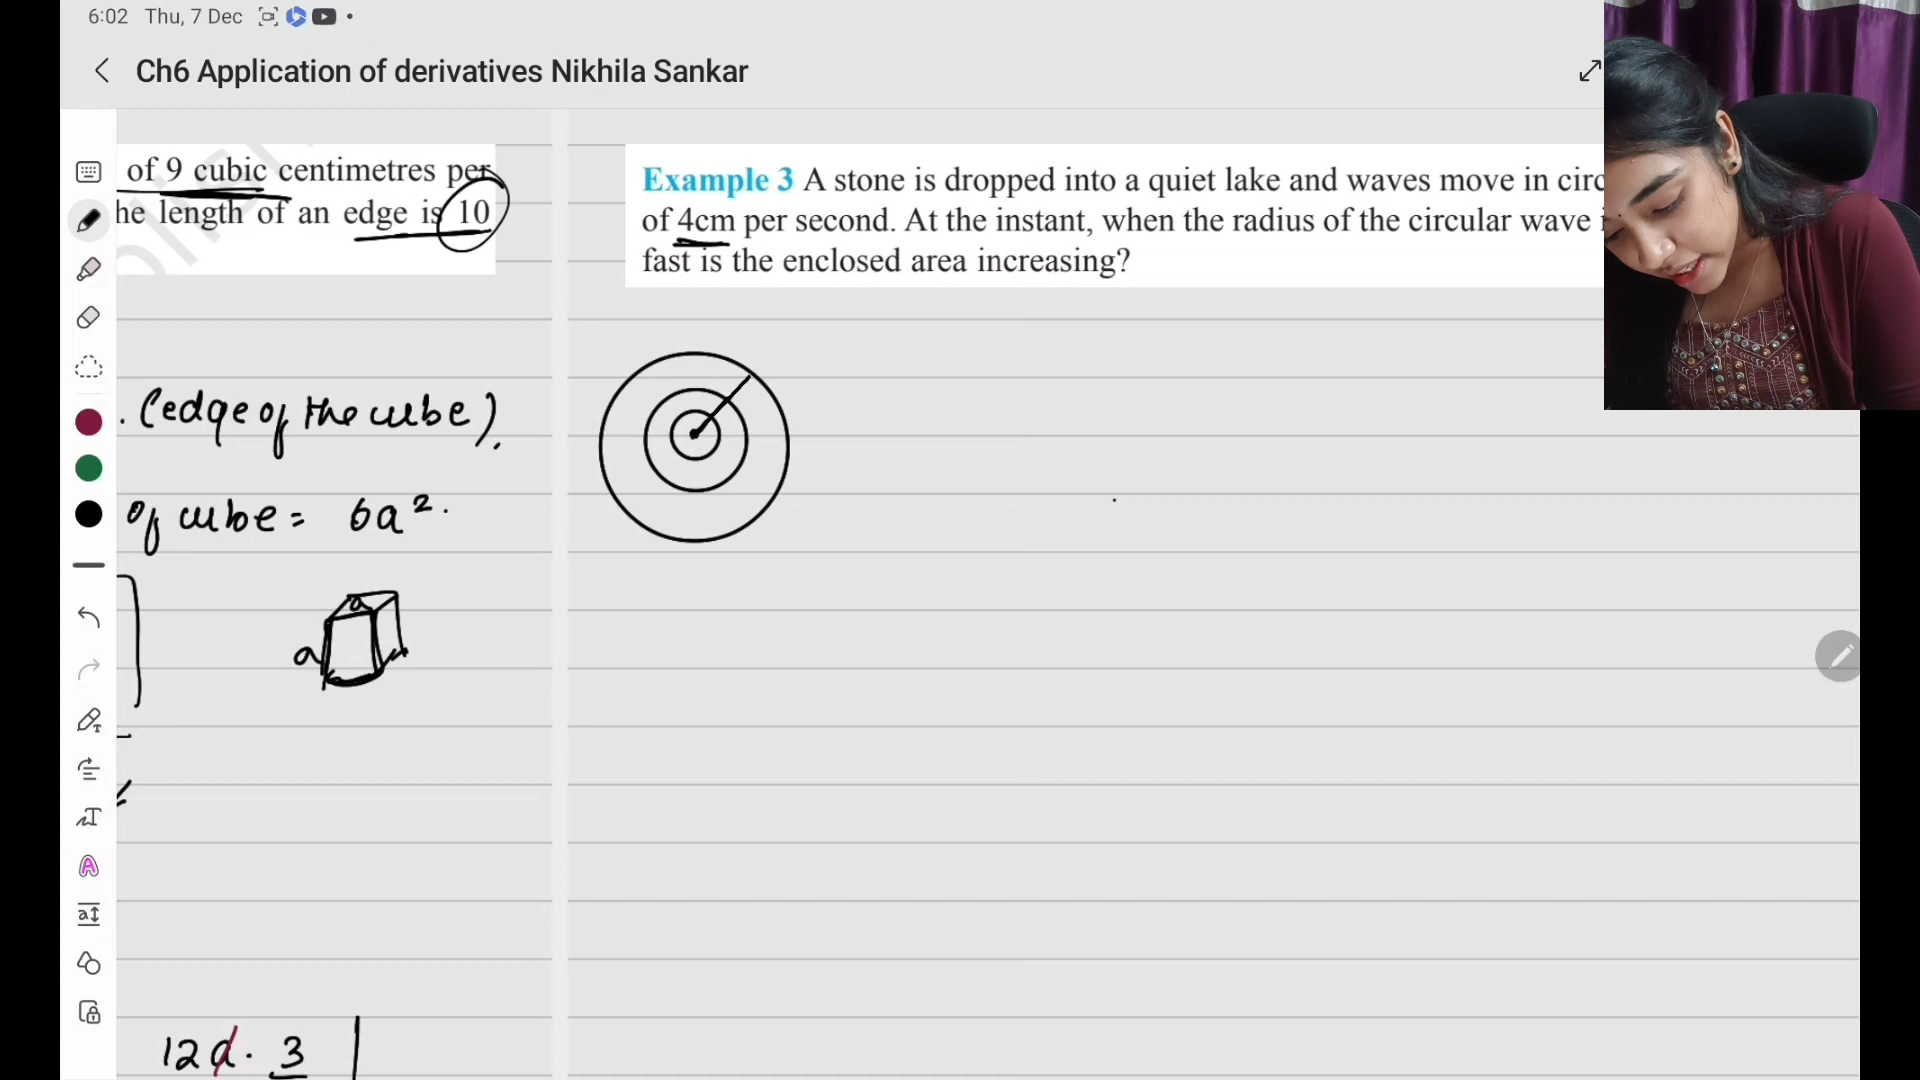 6:02 Thu, 7 Dec
Ch6 Application of derivatives Nikhila Sankar
of 9 cubic centimetres per
he length of an edge is 10
Example 3 A stone is dropped into a quiet lake and waves move in circ
of 4cm per second. At the instant, when the radius of the circular wave
fast is the enclosed area increasing?
. (edge of the cube).
of cube = 6a².
a
a
12a · 3